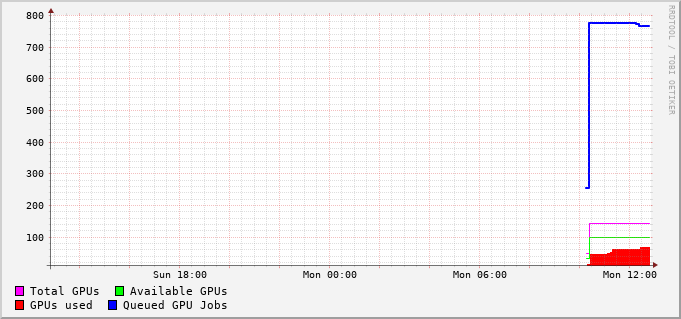 800
700
600
500
400
300
200
100
Sun 18:00 Mon 00:00 Mon 06:00 Mon 12:00
Total GPUs Available GPUs
GPUs used Queued GPU Jobs
RRDTOOL / TOBI OETIKER